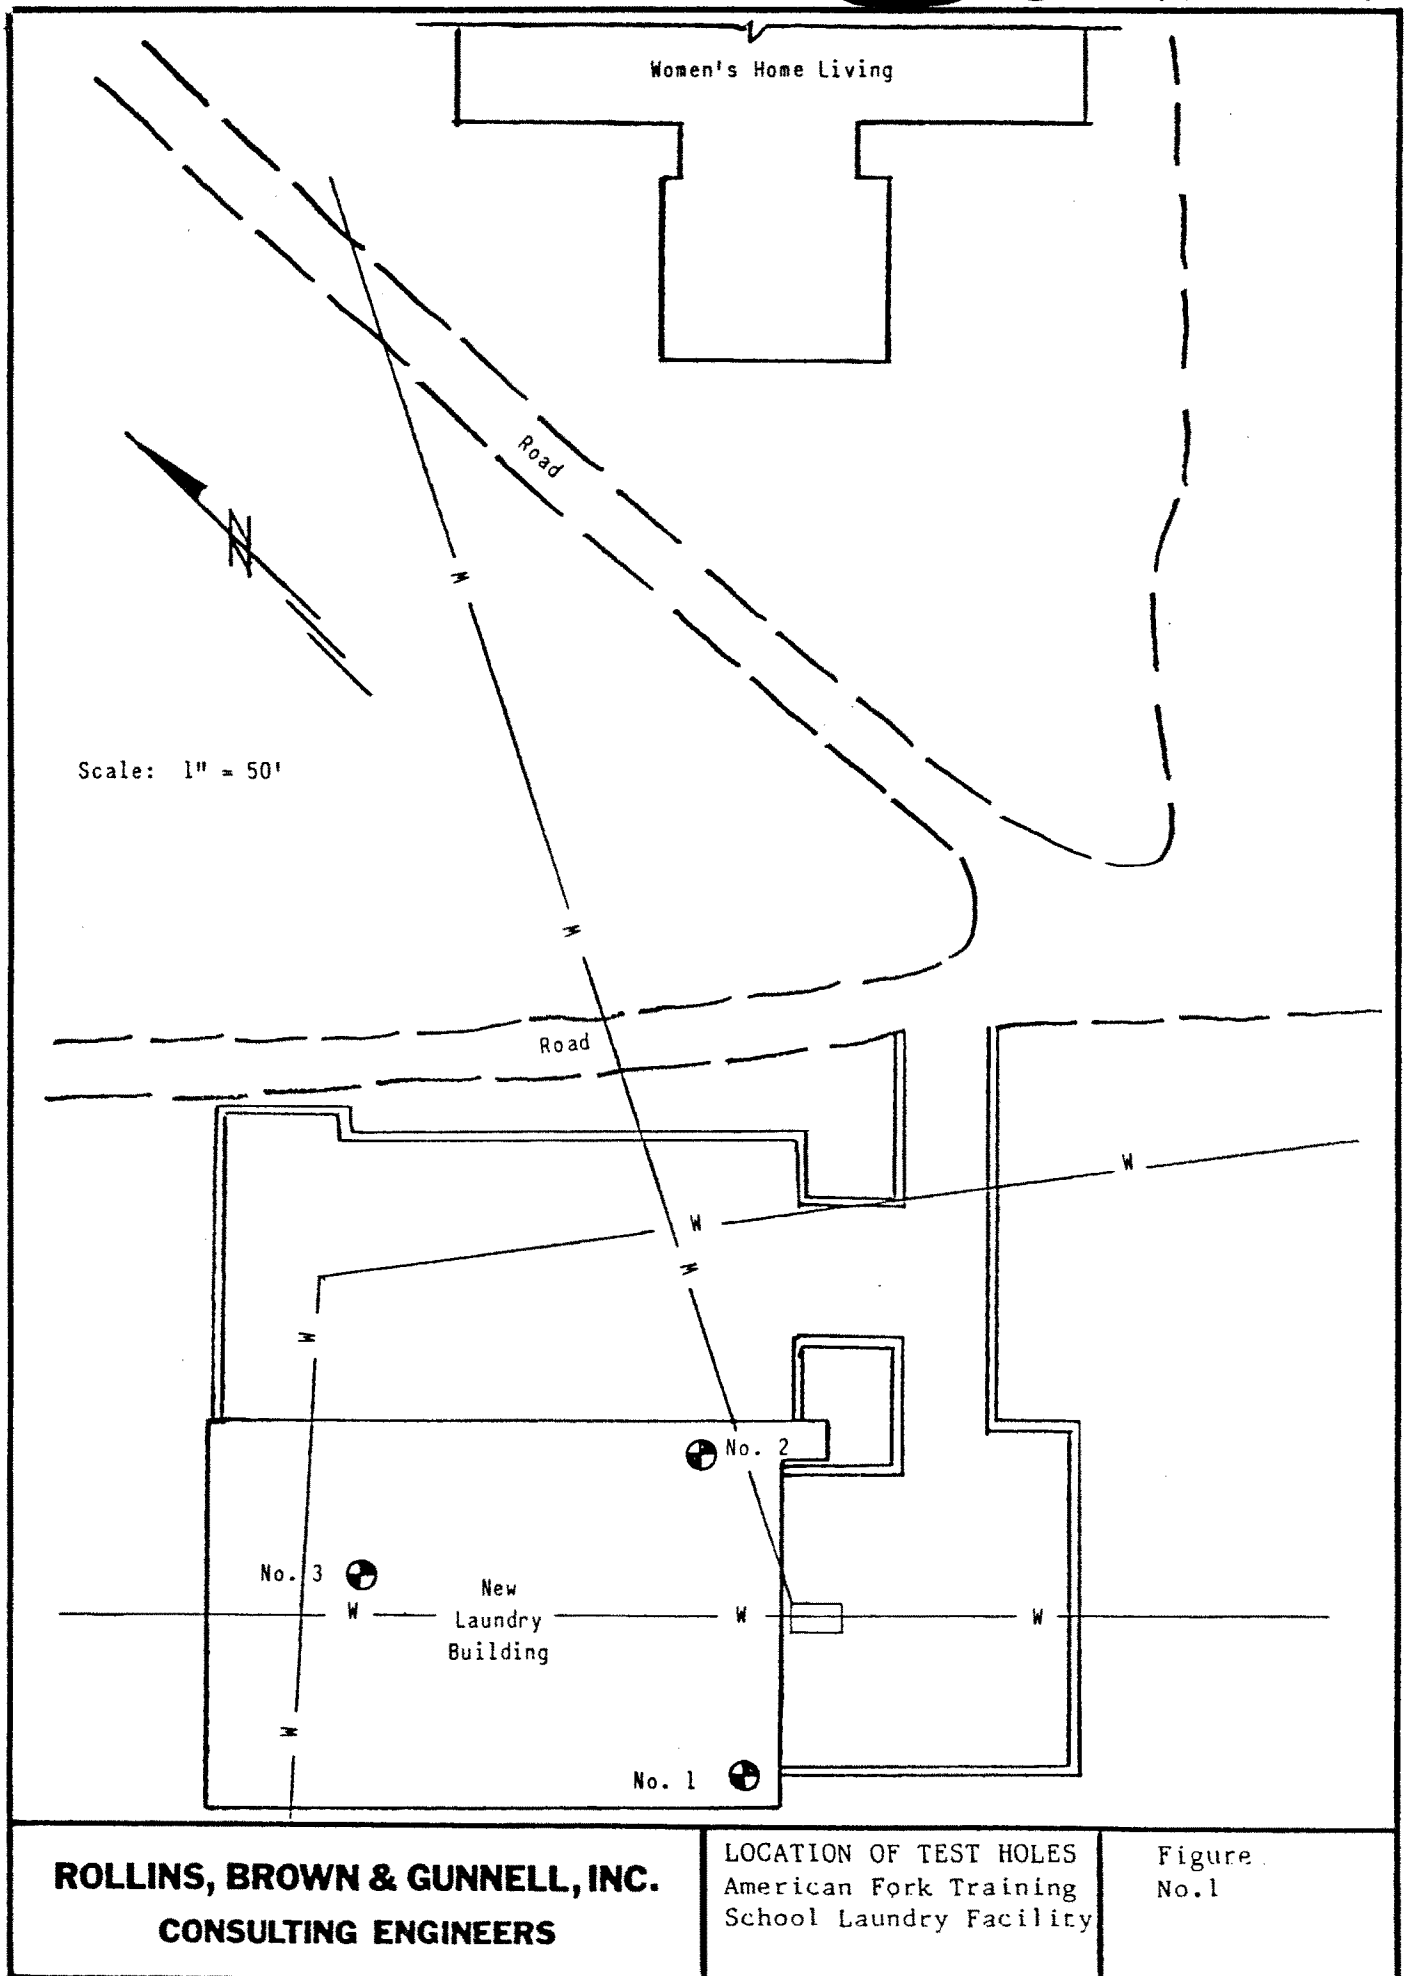 Women's Home Living
Road
N
W
Scale: 1" = 50'
W
Road
W
W
W
W
No. 2
No. 3
New
W
Laundry
W
W
Building
W
No. 1
ROLLINS, BROWN & GUNNELL, INC.
CONSULTING ENGINEERS
LOCATION OF TEST HOLES
American Fork Training
School Laundry Facility
Figure
No.1